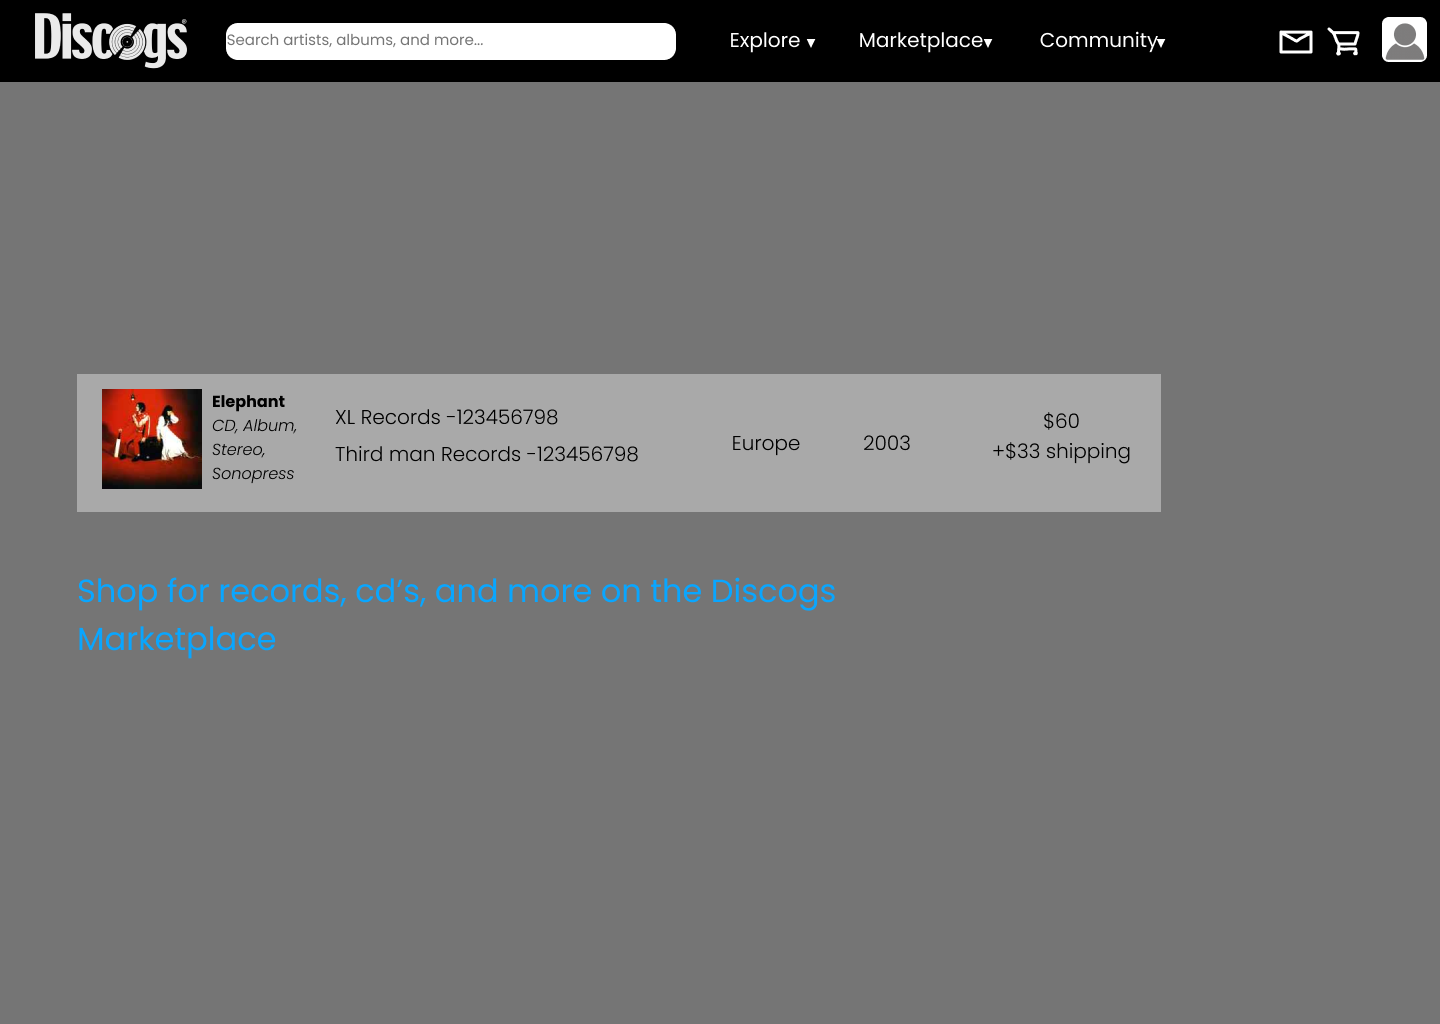 Discogs®
Search artists, albums, and more...
Explore ▾
Marketplace▾
Community▾
Elephant
CD, Album,
Stereo,
Sonopress
XL Records -123456798
Third man Records -123456798
Europe
2003
$60
+$33 shipping
Shop for records, cd’s, and more on the Discogs
Marketplace